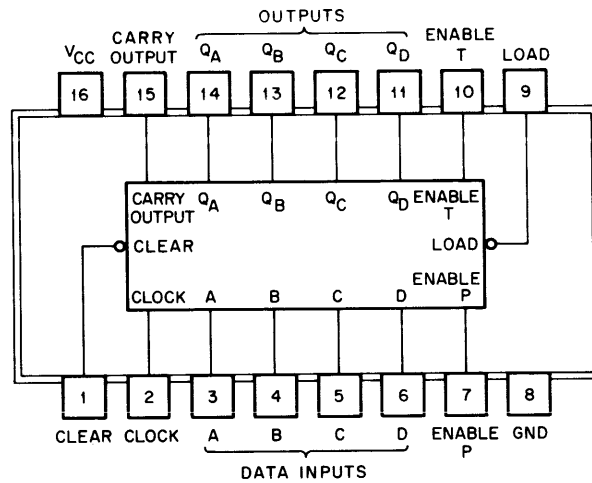 OUTPUTS
VCC CARRY OUTPUT QA QB QC QD ENABLE T LOAD
16 15 14 13 12 11 10 9
CARRY OUTPUT QA QB QC QD ENABLE T
CLEAR LOAD
CLOCK A B C D ENABLE P
1 2 3 4 5 6 7 8
CLEAR CLOCK A B C D ENABLE P GND
DATA INPUTS